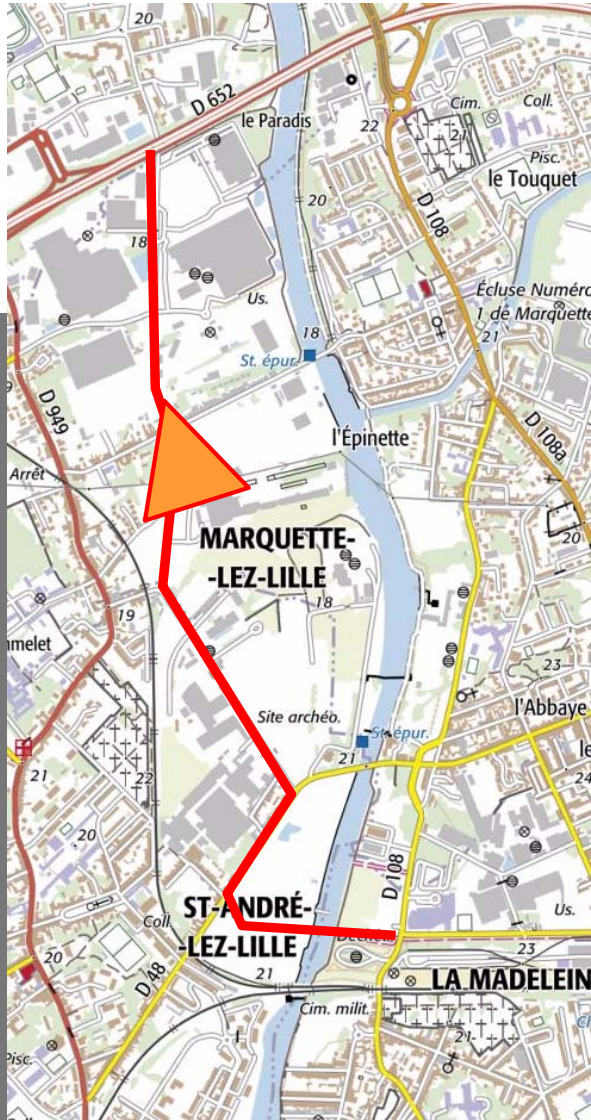 20
D 652
le Paradis
22
Cim.
Coll.
21
Pisc.
le Touquet
20
D 108
18
Us.
Écluse Numéro
1 de Marquette
18
21
St. épur.
D 949
l'Épinette
D 108a
Arrêt
20
MARQUETTE-
-LEZ-LILLE
18
19
mmelet
23
l'Abbaye
Site archéo.
St. épur.
le
21
21
22
24
20
D 108
ST-ANDRÉ-
-LEZ-LILLE
Coll.
Us.
Déchèt.
20
D 48
21
LA MADELEIN
Cim. milit.
21
Pisc.